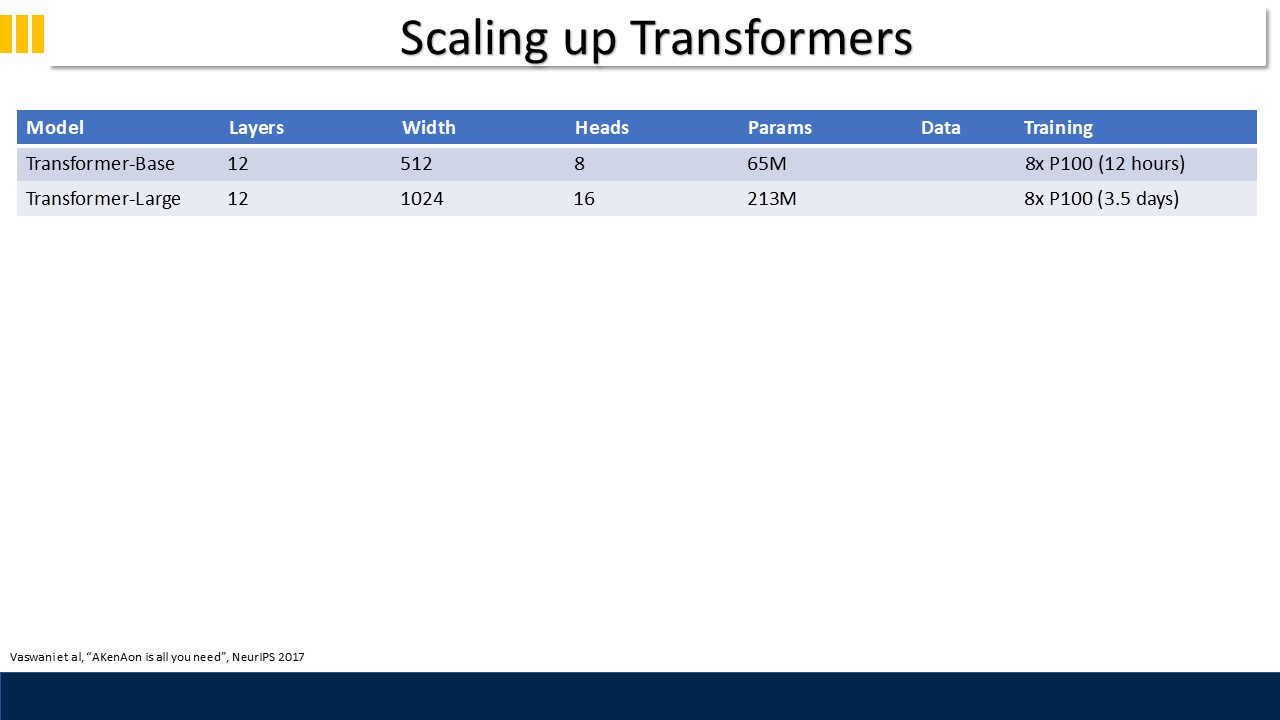 Scaling up Transformers
Model Layers Width Heads Params Data Training
Transformer-Base 12 512 8 65M 8x P100 (12 hours)
Transformer-Large 12 1024 16 213M 8x P100 (3.5 days)
Vaswani et al, “AKenAon is all you need”, NeurIPS 2017